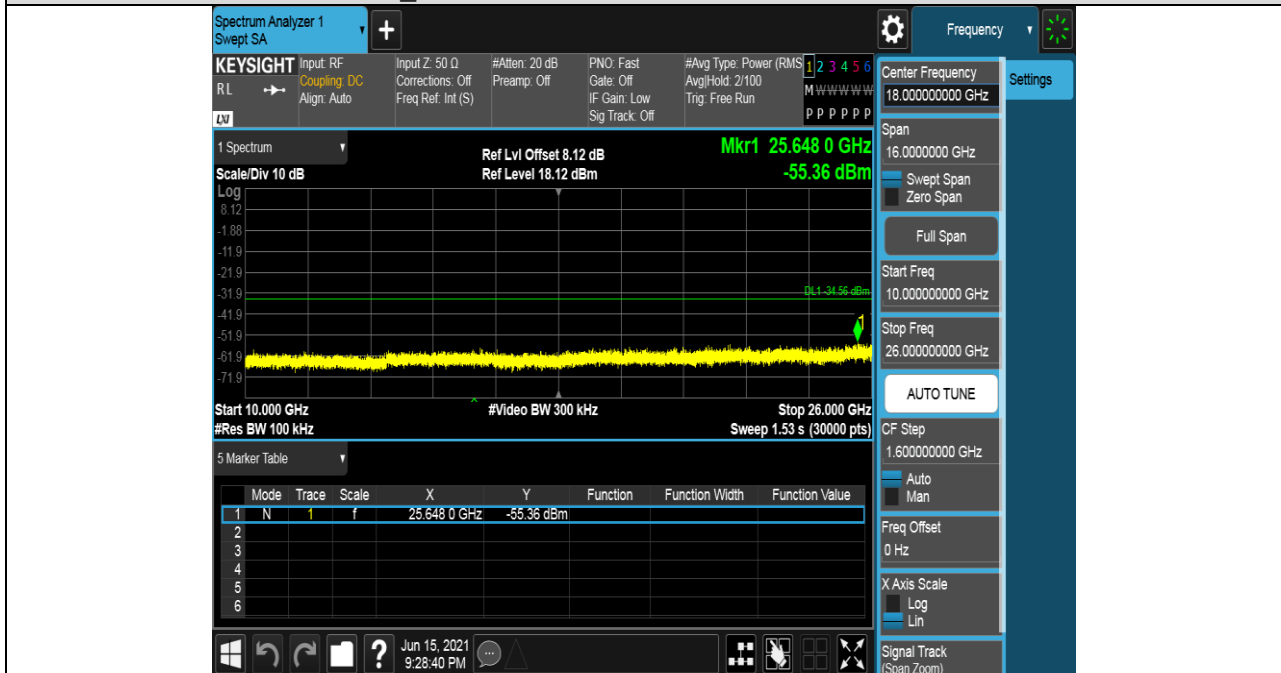 Spectrum Analyzer 1
Swept SA
+
Frequency
KEYSIGHT
RL
LXI
Input: RF
Coupling: DC
Align: Auto
Input Z: 50 Ω
Corrections: Off
Freq Ref: Int (S)
#Atten: 20 dB
Preamp: Off
PNO: Fast
Gate: Off
IF Gain: Low
Sig Track: Off
#Avg Type: Power (RMS
Avg|Hold: 2/100
Trig: Free Run
1 2 3 4 5 6
M W W W W W
P P P P P P
1 Spectrum
Scale/Div 10 dB
Ref Lvl Offset 8.12 dB
Ref Level 18.12 dBm
Mkr1 25.648 0 GHz
-55.36 dBm
Log
8.12
-1.88
-11.9
-21.9
-31.9
-41.9
-51.9
-61.9
-71.9
DL1 -34.56 dBm
1
Start 10.000 GHz
#Video BW 300 kHz
Stop 26.000 GHz
#Res BW 100 kHz
Sweep 1.53 s (30000 pts)
5 Marker Table
Mode Trace Scale X Y Function Function Width Function Value
1 N 1 f 25.648 0 GHz -55.36 dBm
2
3
4
5
6
Jun 15, 2021
9:28:40 PM
Settings
Center Frequency
18.000000000 GHz
Span
16.0000000 GHz
Swept Span
Zero Span
Full Span
Start Freq
10.000000000 GHz
Stop Freq
26.000000000 GHz
AUTO TUNE
CF Step
1.600000000 GHz
Auto
Man
Freq Offset
0 Hz
X Axis Scale
Log
Lin
Signal Track
(Span Zoom)